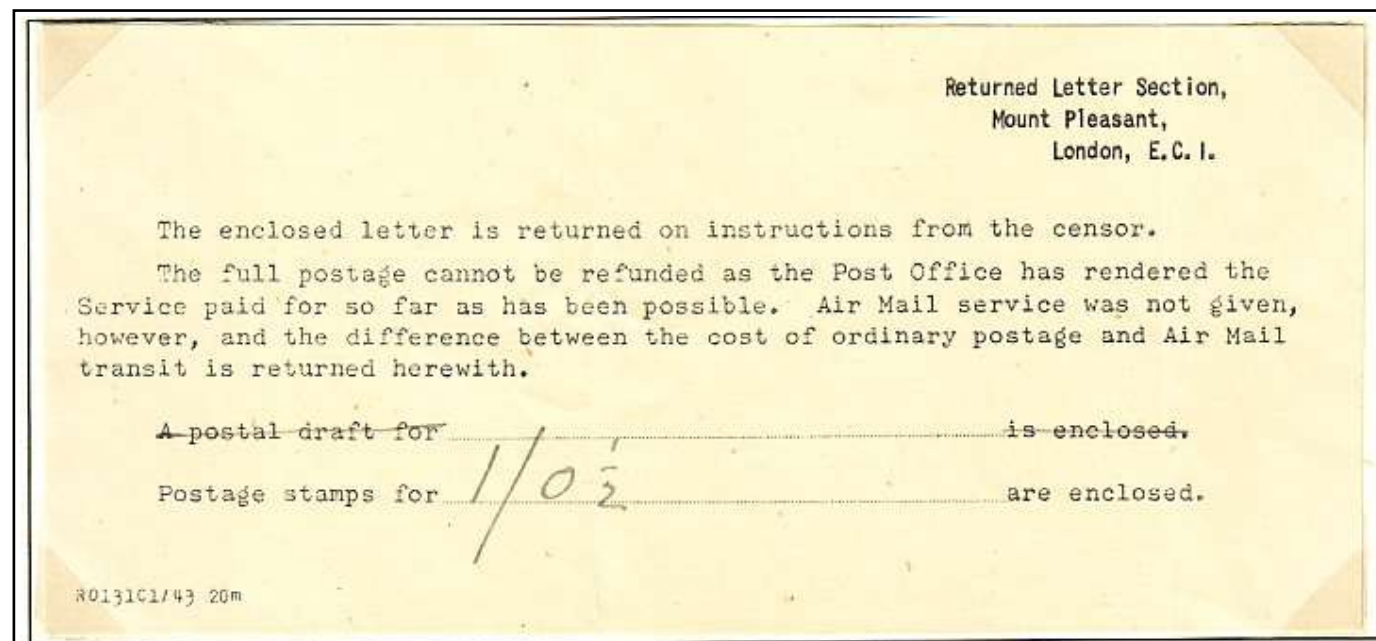 Returned Letter Section,
Mount Pleasant,
London, E.C.1.
The enclosed letter is returned on instructions from the censor.
The full postage cannot be refunded as the Post Office has rendered the
Service paid for so far as has been possible. Air Mail service was not given,
however, and the difference between the cost of ordinary postage and Air Mail
transit is returned herewith.
A postal draft for is enclosed.
Postage stamps for 1/0½ are enclosed.
R0131C1/43 20m